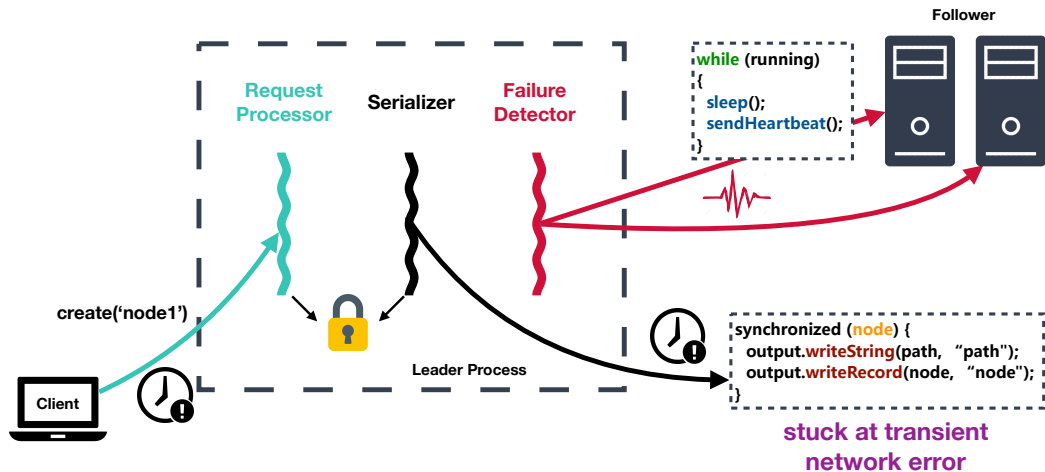 Follower
while (running)
{
sleep();
sendHeartbeat();
}
Request
Processor
Serializer
Failure
Detector
create(‘node1’)
Client
Leader Process
synchronized (node) {
output.writeString(path, “path");
output.writeRecord(node, “node");
}
stuck at transient
network error